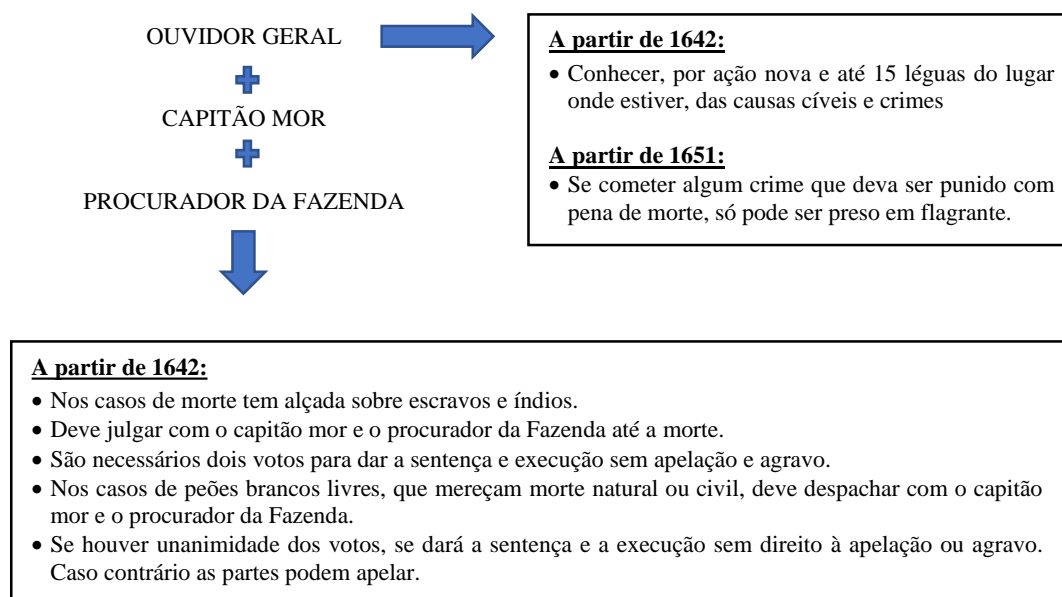 OUVIDOR GERAL
CAPITÃO MOR
PROCURADOR DA FAZENDA
A partir de 1642:
• Conhecer, por ação nova e até 15 léguas do lugar
onde estiver, das causas cíveis e crimes
A partir de 1651:
• Se cometer algum crime que deva ser punido com
pena de morte, só pode ser preso em flagrante.
A partir de 1642:
• Nos casos de morte tem alçada sobre escravos e índios.
• Deve julgar com o capitão mor e o procurador da Fazenda até a morte.
• São necessários dois votos para dar a sentença e execução sem apelação e agravo.
• Nos casos de peões brancos livres, que mereçam morte natural ou civil, deve despachar com o capitão
mor e o procurador da Fazenda.
• Se houver unanimidade dos votos, se dará a sentença e a execução sem direito à apelação ou agravo.
Caso contrário as partes podem apelar.